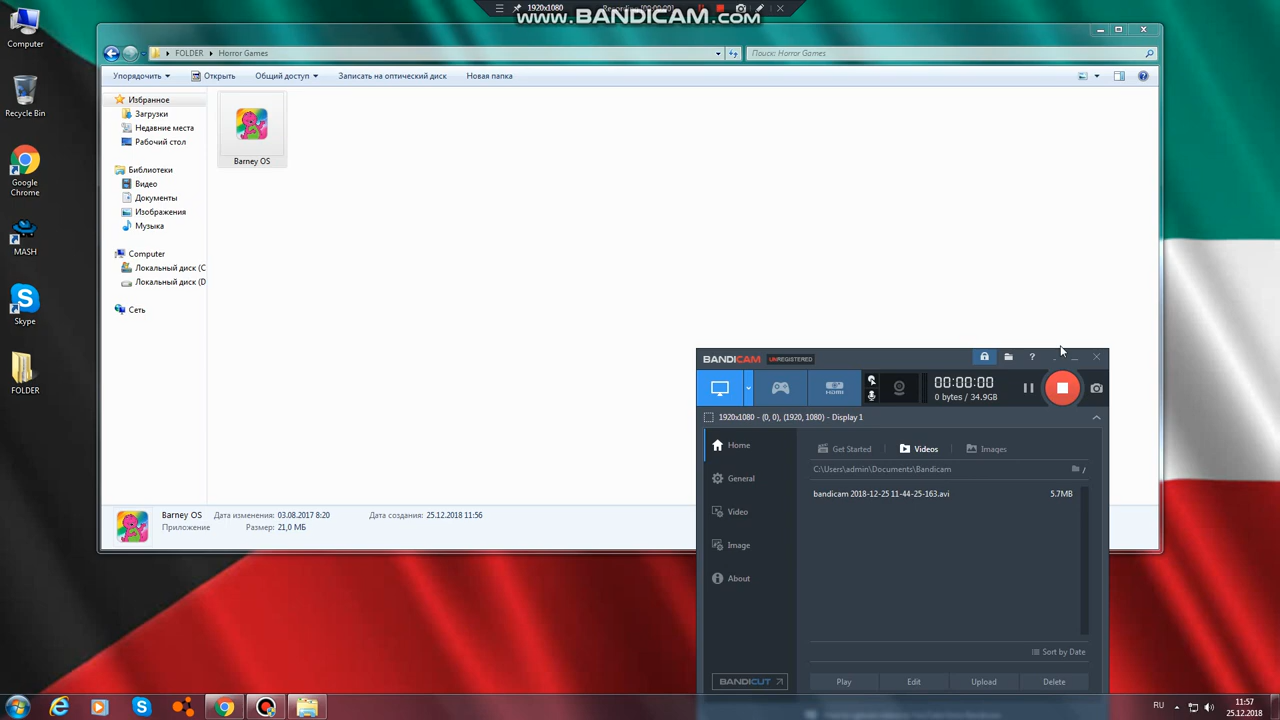 1920x1080 Recording [00:00:00]
www.BANDICAM.com
Computer
Recycle Bin
Google
Chrome
MASH
Skype
FOLDER
FOLDER Horror Games
Поиск: Horror Games
Упорядочить Открыть Общий доступ Записать на оптический диск Новая папка
Избранное
Загрузки
Недавние места
Рабочий стол
Библиотеки
Видео
Документы
Изображения
Музыка
Computer
Локальный диск (C
Локальный диск (D
Сеть
Barney OS
Barney OS Дата изменения: 03.08.2017 8:20 Дата создания: 25.12.2018 11:56
Приложение Размер: 21,0 МБ
BANDICAM UNREGISTERED
HDMI
00:00:00
0 bytes / 34.9GB
1920x1080 - (0, 0), (1920, 1080) - Display 1
Home
General
Video
Image
About
BANDICUT
Get Started Videos Images
C:\Users\admin\Documents\Bandicam /
bandicam 2018-12-25 11-44-25-163.avi 5.7MB
Sort by Date
Play Edit Upload Delete
RU
11:57
25.12.2018